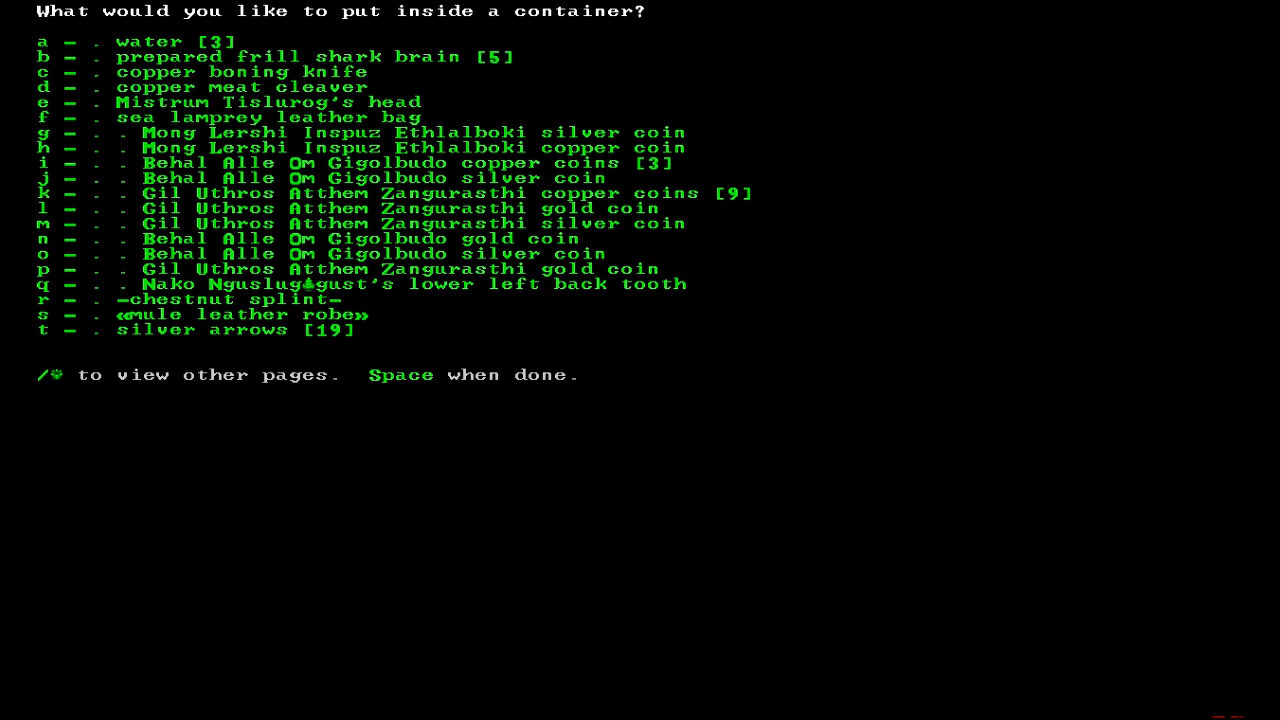 What would you like to put inside a container?
a - . water [3]
b - . prepared frill shark brain [5]
c - . copper boning knife
d - . copper meat cleaver
e - . Mistrum Tislurog's head
f - . sea lamprey leather bag
g - . . Mong Lershi Inspuz Ethlalboki silver coin
h - . . Mong Lershi Inspuz Ethlalboki copper coin
i - . . Behal Alle Om Gigolbudo copper coins [3]
j - . . Behal Alle Om Gigolbudo silver coin
k - . . Gil Uthros Atthem Zangurasthi copper coins [9]
l - . . Gil Uthros Atthem Zangurasthi gold coin
m - . . Gil Uthros Atthem Zangurasthi silver coin
n - . . Behal Alle Om Gigolbudo gold coin
o - . . Behal Alle Om Gigolbudo silver coin
p - . . Gil Uthros Atthem Zangurasthi gold coin
q - . . Nako lower left back tooth
r - . -chestnut splint-
s - . «mule leather robe»
t - . silver arrows [19]
/* to view other pages. Space when done.